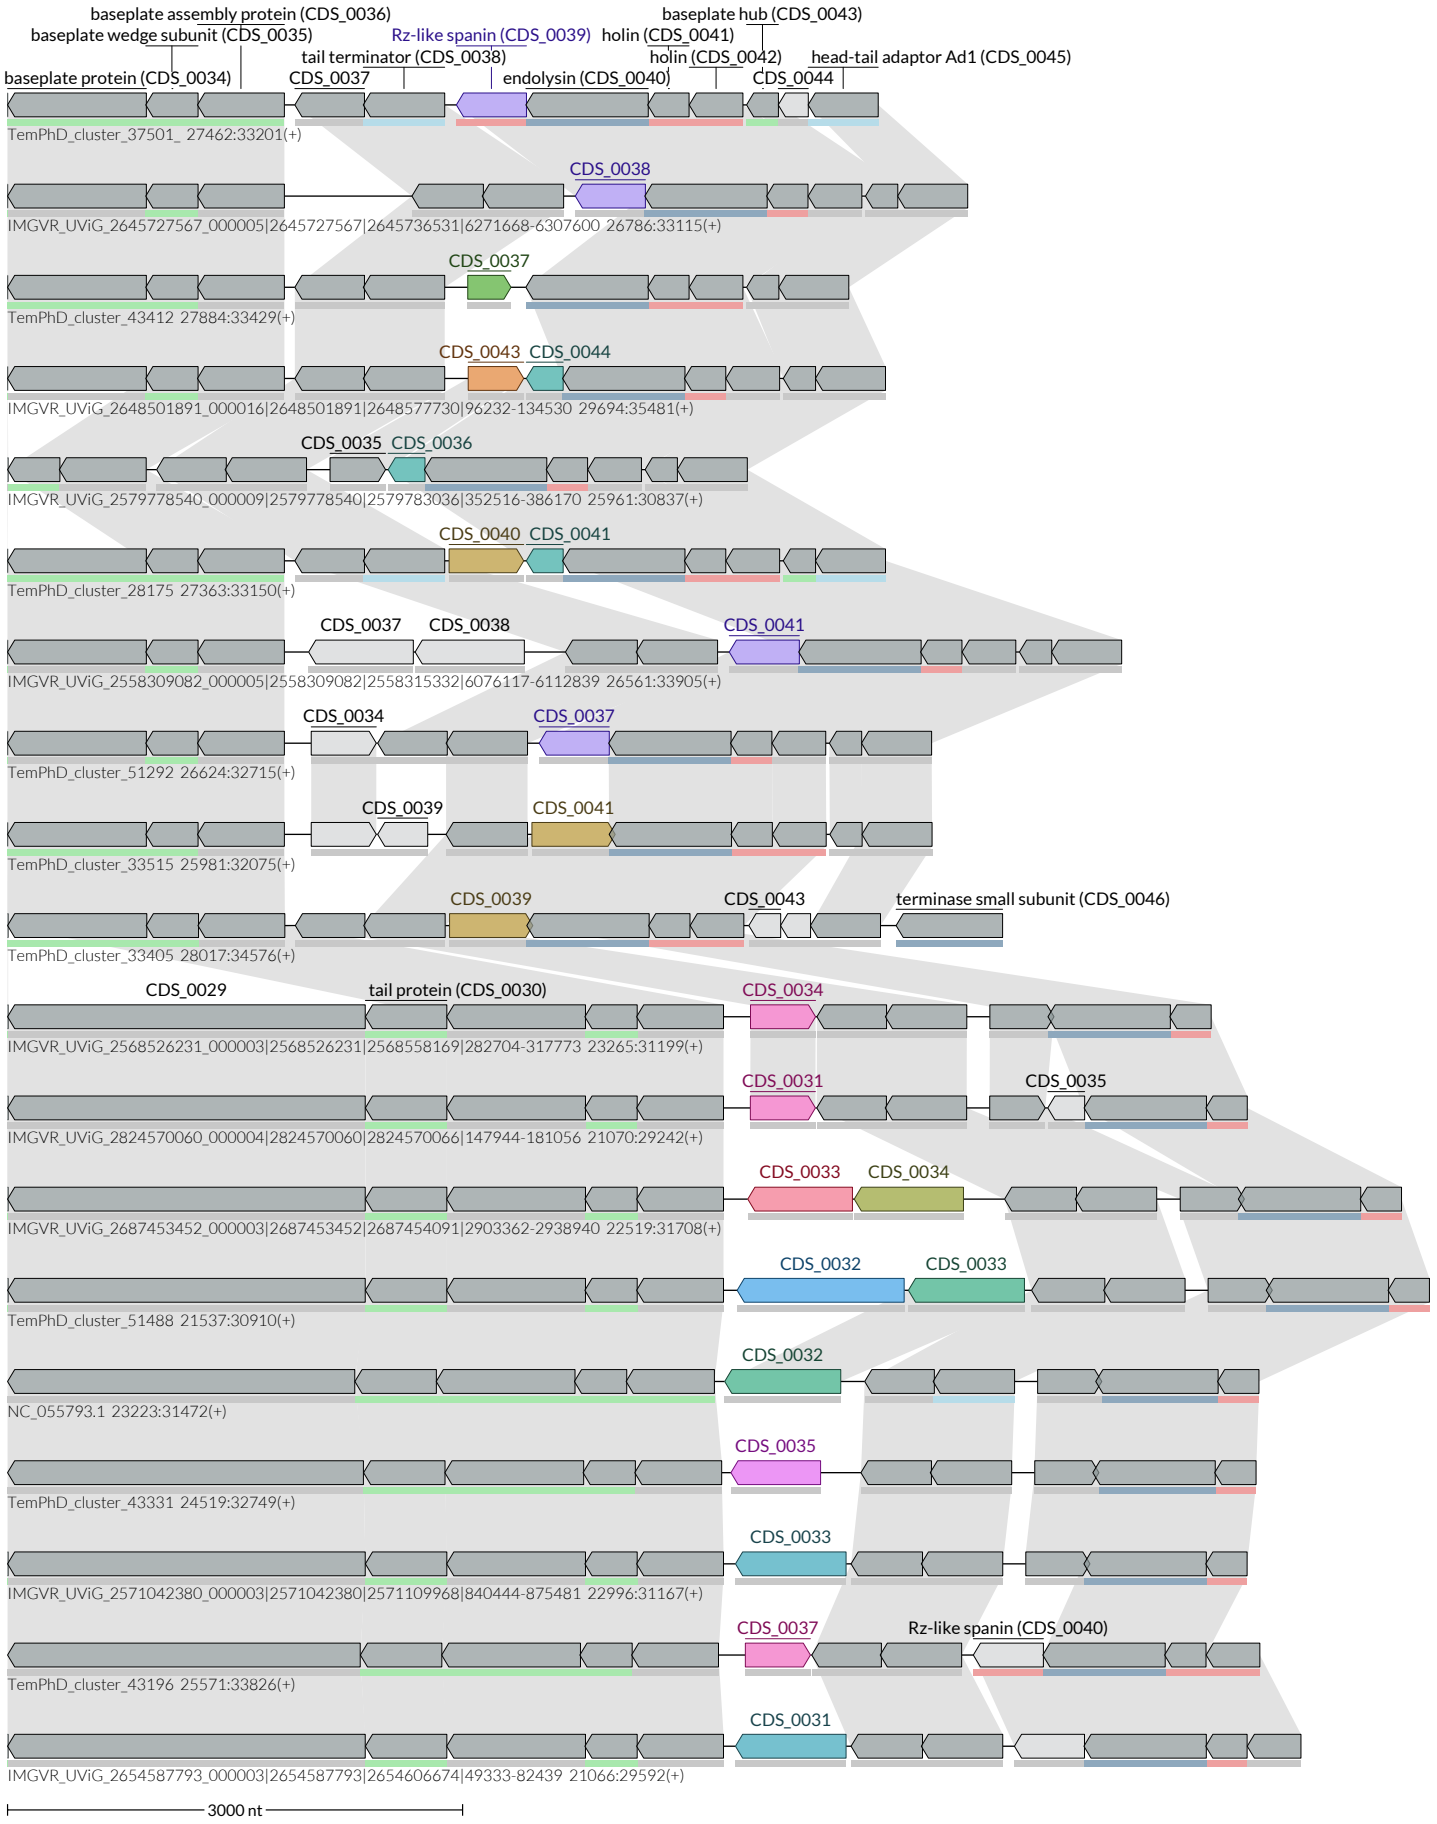 baseplate assembly protein (CDS_0036)
baseplate hub (CDS_0043)
baseplate wedge subunit (CDS_0035)
Rz-like spanin (CDS_0039)
holin (CDS_0041)
tail terminator (CDS_0038)
holin (CDS_0042)
head-tail adaptor Ad1 (CDS_0045)
baseplate protein (CDS_0034)
CDS_0037
endolysin (CDS_0040)
CDS_0044
TemPhD_cluster_37501_ 27462:33201(+)
CDS_0038
IMGVR_UViG_2645727567_000005|2645727567|2645736531|6271668-6307600 26786:33115(+)
CDS_0037
TemPhD_cluster_43412 27884:33429(+)
CDS_0043 CDS_0044
IMGVR_UViG_2648501891_000016|2648501891|2648577730|96232-134530 29694:35481(+)
CDS_0035 CDS_0036
IMGVR_UViG_2579778540_000009|2579778540|2579783036|352516-386170 25961:30837(+)
CDS_0040 CDS_0041
TemPhD_cluster_28175 27363:33150(+)
CDS_0037 CDS_0038 CDS_0041
IMGVR_UViG_2558309082_000005|2558309082|2558315332|6076117-6112839 26561:33905(+)
CDS_0034 CDS_0037
TemPhD_cluster_51292 26624:32715(+)
CDS_0039 CDS_0041
TemPhD_cluster_33515 25981:32075(+)
CDS_0039 CDS_0043 terminase small subunit (CDS_0046)
TemPhD_cluster_33405 28017:34576(+)
CDS_0029 tail protein (CDS_0030) CDS_0034
IMGVR_UViG_2568526231_000003|2568526231|2568558169|282704-317773 23265:31199(+)
CDS_0031 CDS_0035
IMGVR_UViG_2824570060_000004|2824570060|2824570066|147944-181056 21070:29242(+)
CDS_0033 CDS_0034
IMGVR_UViG_2687453452_000003|2687453452|2687454091|2903362-2938940 22519:31708(+)
CDS_0032 CDS_0033
TemPhD_cluster_51488 21537:30910(+)
CDS_0032
NC_055793.1 23223:31472(+)
CDS_0035
TemPhD_cluster_43331 24519:32749(+)
CDS_0033
IMGVR_UViG_2571042380_000003|2571042380|2571109968|840444-875481 22996:31167(+)
CDS_0037 Rz-like spanin (CDS_0040)
TemPhD_cluster_43196 25571:33826(+)
CDS_0031
IMGVR_UViG_2654587793_000003|2654587793|2654606674|49333-82439 21066:29592(+)
3000 nt